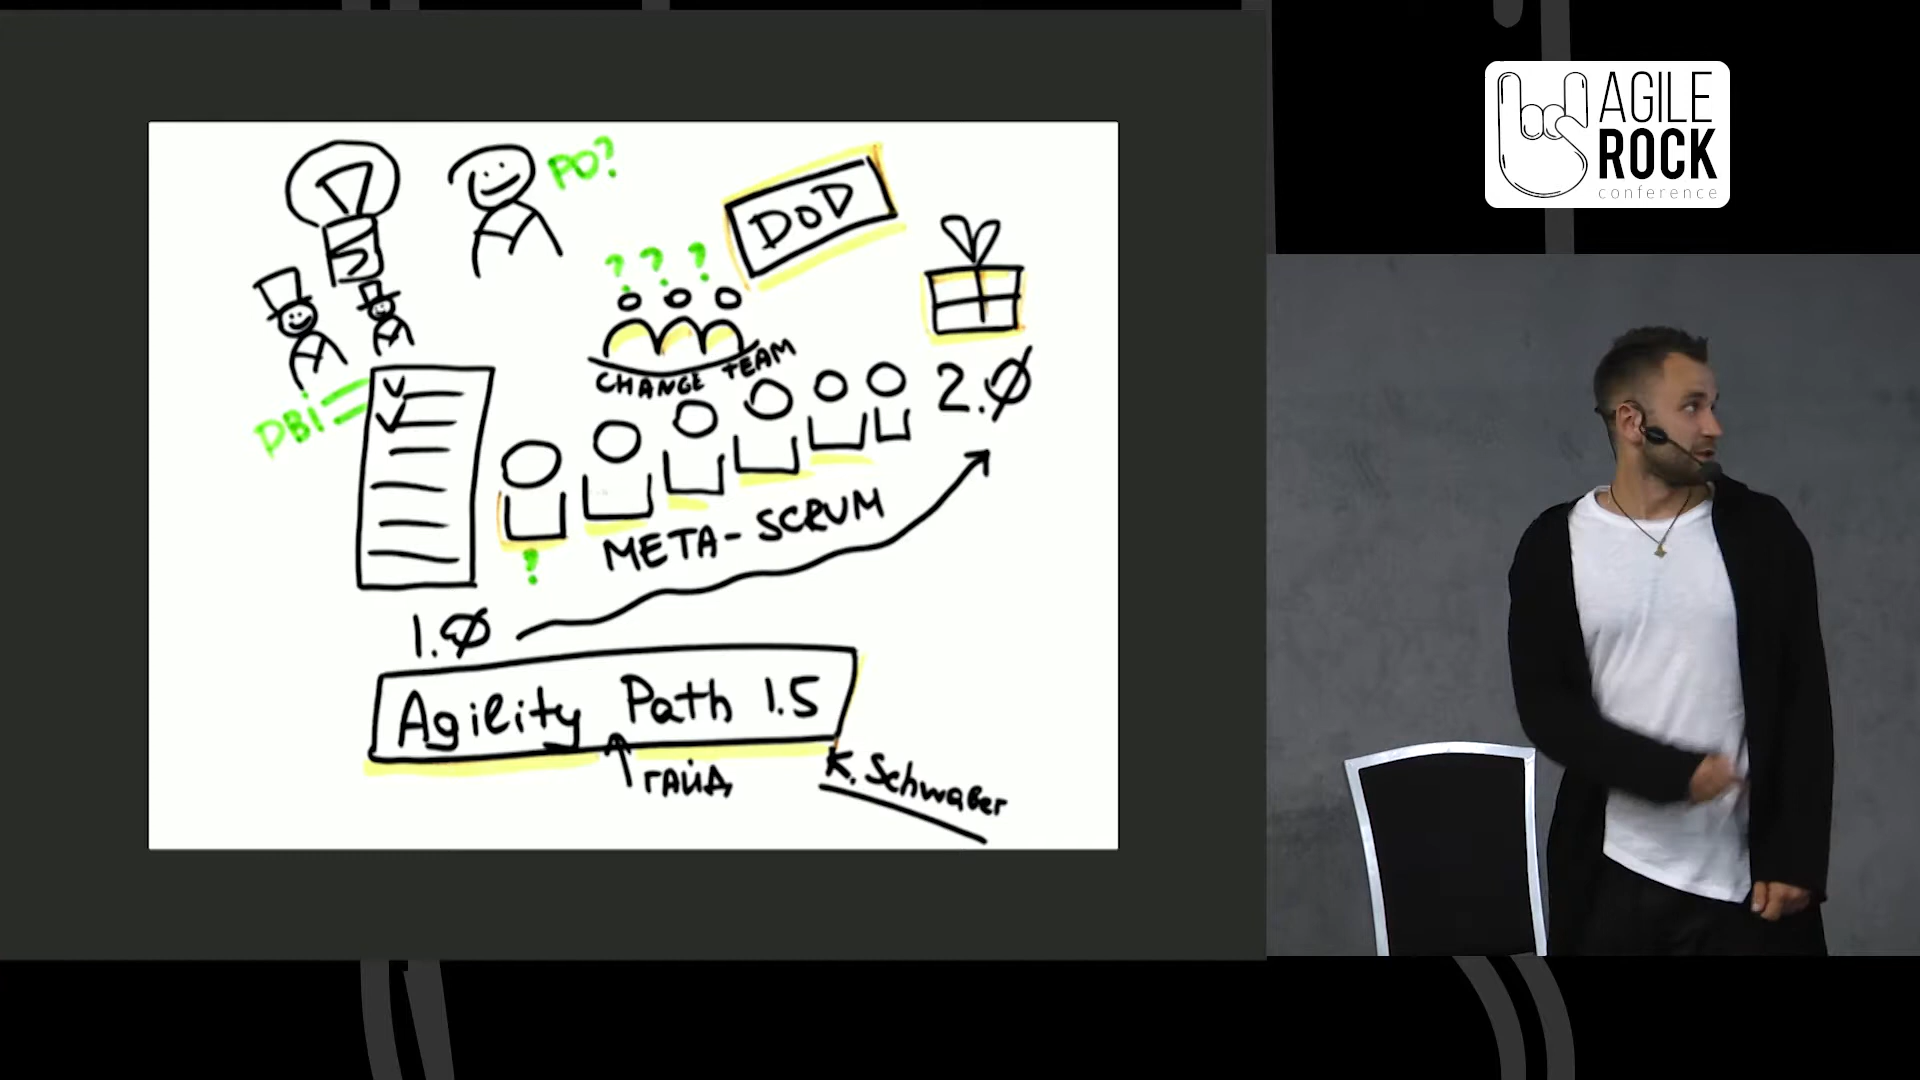 PO?
DOD
? ? ?
CHANGE TEAM
DBI
2.0
?
META-SCRUM
1.0
Agility Path 1.5
ГАЙД
K. Schwaber
AGILE
ROCK
conference